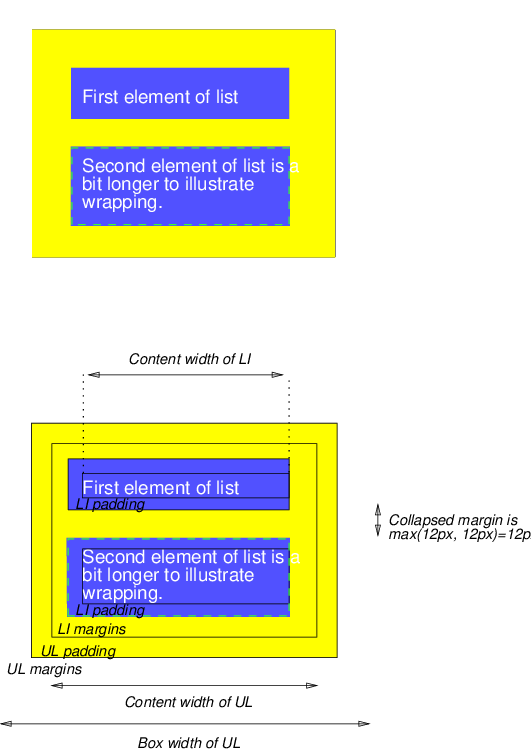 First element of list
Second element of list is a
bit longer to illustrate
wrapping.
Content width of LI
First element of list
LI padding
Collapsed margin is
max(12px, 12px)=12p
Second element of list is a
bit longer to illustrate
wrapping.
LI padding
LI margins
UL padding
UL margins
Content width of UL
Box width of UL